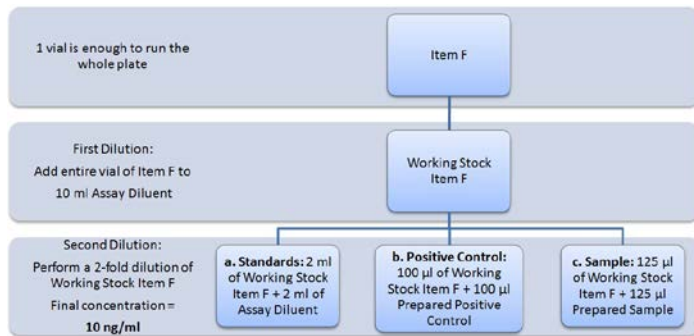 1 vial is enough to run the
whole plate
Item F
First Dilution:
Add entire vial of Item F to
10 ml Assay Diluent
Working Stock
Item F
Second Dilution:
Perform a 2-fold dilution of
Working Stock Item F
Final concentration =
10 ng/ml
a. Standards: 2 ml
of Working Stock
Item F + 2 ml of
Assay Diluent
b. Positive Control:
100 µl of Working
Stock Item F + 100 µl
Prepared Positive
Control
c. Sample: 125 µl
of Working Stock
Item F + 125 µl
Prepared Sample